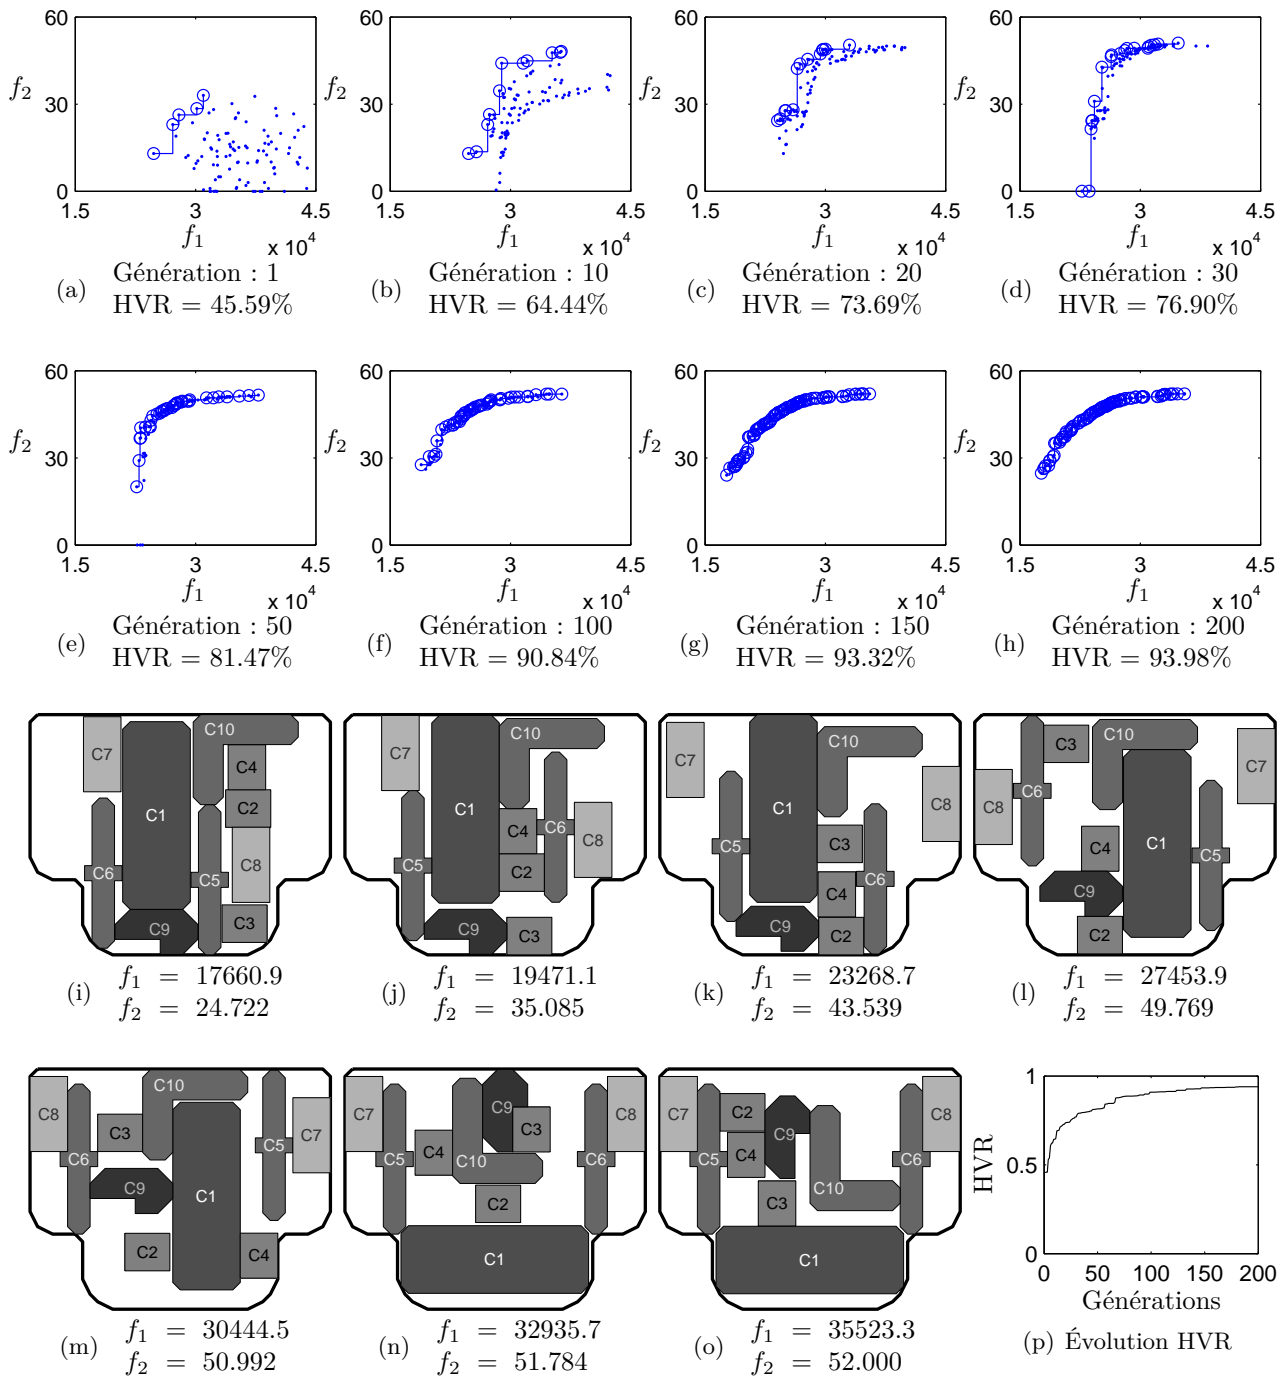 60
30
0
f2
1.5 3 4.5
f1
x 10^4
(a) Génération : 1
HVR = 45.59%
60
30
0
f2
1.5 3 4.5
f1
x 10^4
(b) Génération : 10
HVR = 64.44%
60
30
0
f2
1.5 3 4.5
f1
x 10^4
(c) Génération : 20
HVR = 73.69%
60
30
0
f2
1.5 3 4.5
f1
x 10^4
(d) Génération : 30
HVR = 76.90%
60
30
0
f2
1.5 3 4.5
f1
x 10^4
(e) Génération : 50
HVR = 81.47%
60
30
0
f2
1.5 3 4.5
f1
x 10^4
(f) Génération : 100
HVR = 90.84%
60
30
0
f2
1.5 3 4.5
f1
x 10^4
(g) Génération : 150
HVR = 93.32%
60
30
0
f2
1.5 3 4.5
f1
x 10^4
(h) Génération : 200
HVR = 93.98%
C10
C7
C4
C2
C1
C8
C6
C5
C3
C9
(i) f1 = 17660.9
f2 = 24.722
C10
C7
C1
C4
C6
C8
C5
C2
C9
C3
(j) f1 = 19471.1
f2 = 35.085
C10
C7
C8
C1
C3
C5
C4
C6
C9
C2
(k) f1 = 23268.7
f2 = 43.539
C3
C10
C7
C6
C8
C1
C4
C5
C9
C2
(l) f1 = 27453.9
f2 = 49.769
C10
C8
C3
C7
C5
C6
C9
C1
C2
C4
(m) f1 = 30444.5
f2 = 50.992
C7
C9
C8
C3
C4
C5
C10
C6
C2
C1
(n) f1 = 32935.7
f2 = 51.784
C7
C2
C8
C9
C4
C5
C6
C10
C3
C1
(o) f1 = 35523.3
f2 = 52.000
1
0.5
0
HVR
0 50 100 150 200
Générations
(p) Évolution HVR